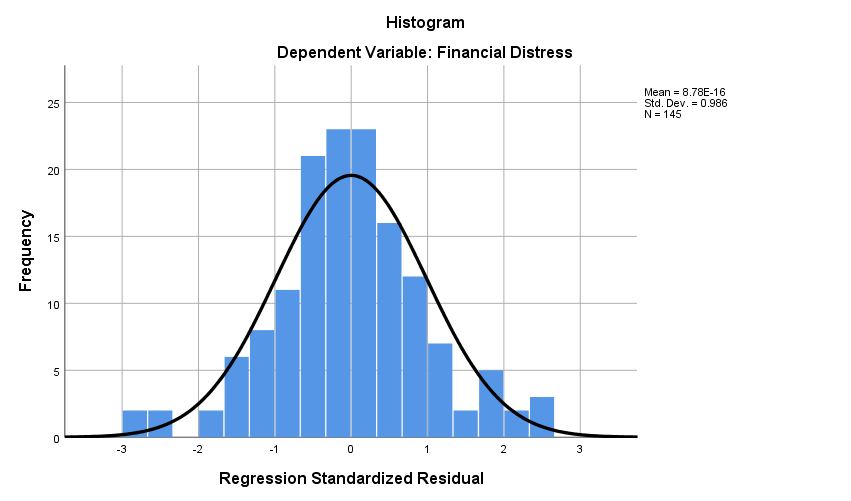 Histogram
Dependent Variable: Financial Distress
Mean = 8.78E-16
Std. Dev. = 0.986
N = 145
Frequency
25
20
15
10
5
0
-3 -2 -1 0 1 2 3
Regression Standardized Residual